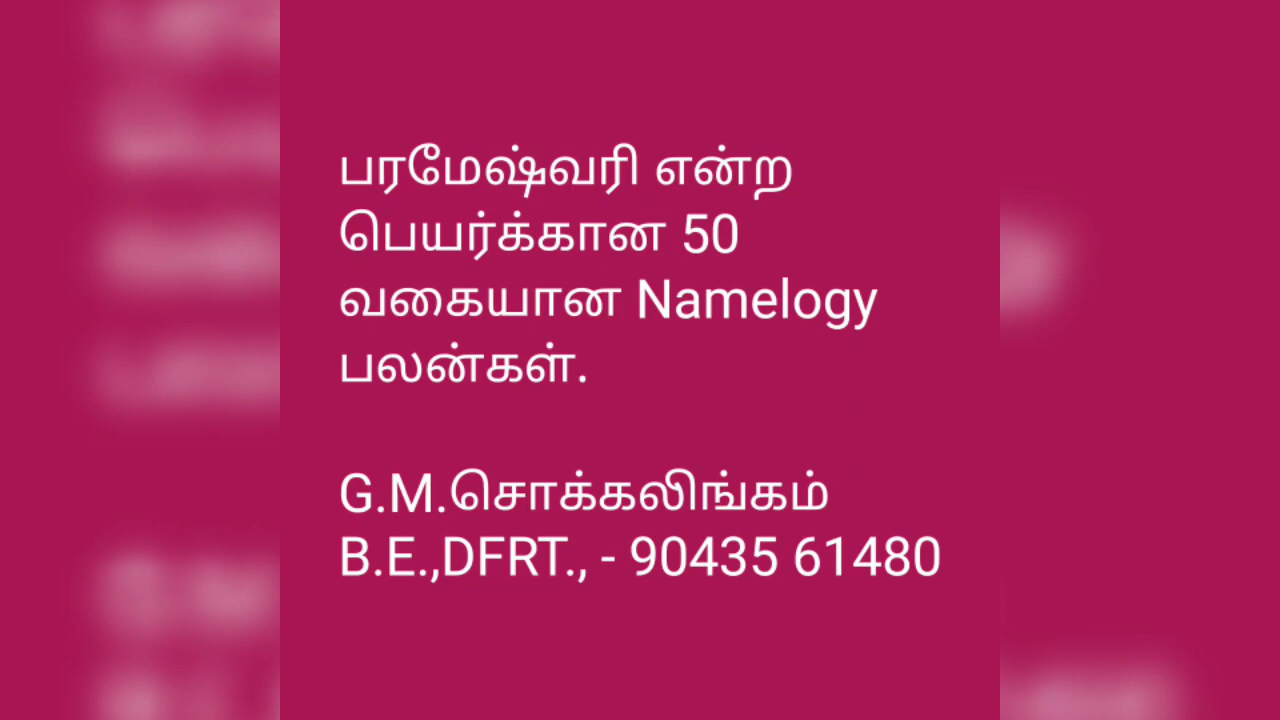 பரமேஷ்வரி என்ற
பெயர்க்கான 50
வகையான Namelogy
பலன்கள்.
G.M.சொக்கலிங்கம்
B.E.,DFRT., - 90435 61480